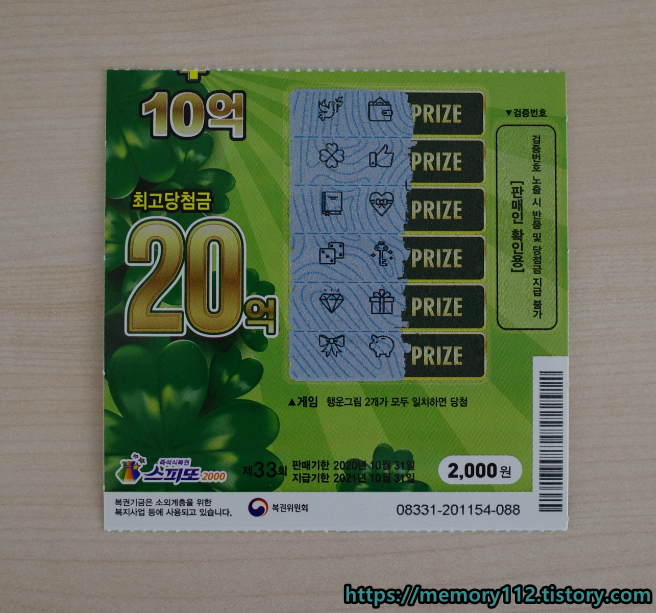 10억
최고당첨금
20억
PRIZE
PRIZE
PRIZE
PRIZE
PRIZE
PRIZE
▼검증번호
검증번호 노출 시 반품 및 당첨금 지급 불가
[판매인 확인용]
▲게임 행운그림 2개가 모두 일치하면 당첨
즉석식복권
스피또 2000
제33회
판매기한 2020년 10월 31일
지급기한 2021년 10월 31일
2,000원
복권기금은 소외계층을 위한
복지사업 등에 사용되고 있습니다.
복권위원회
08331-201154-088
https://memory112.tistory.com